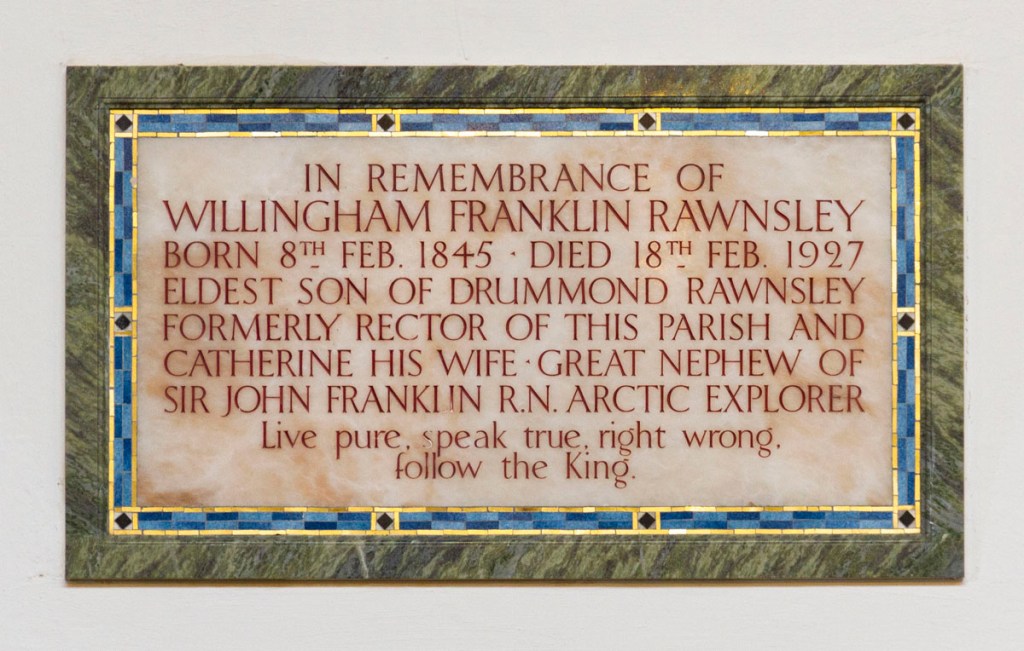 IN REMEMBRANCE OF
WILLINGHAM FRANKLIN RAWNSLEY
BORN 8TH FEB. 1845 · DIED 18TH FEB. 1927
ELDEST SON OF DRUMMOND RAWNSLEY
FORMERLY RECTOR OF THIS PARISH AND
CATHERINE HIS WIFE · GREAT NEPHEW OF
SIR JOHN FRANKLIN R.N. ARCTIC EXPLORER
Live pure, speak true, right wrong,
follow the King.